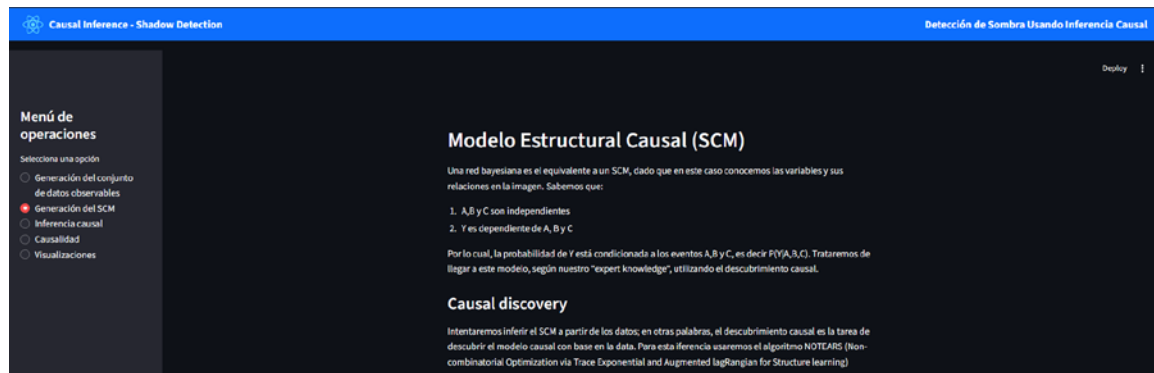 Causal Inference - Shadow Detection
Detección de Sombra Usando Inferencia Causal
Deploy
Menú de
operaciones
Selecciona una opción
Generación del conjunto
de datos observables
Generación del SCM
Inferencia causal
Causalidad
Visualizaciones
Modelo Estructural Causal (SCM)
Una red bayesiana es el equivalente a un SCM, dado que en este caso conocemos las variables y sus
relaciones en la imagen. Sabemos que:
1. A,B y C son independientes
2. Y es dependiente de A, B y C
Por lo cual, la probabilidad de Y está condicionada a los eventos A,B y C, es decir P(Y|A,B,C). Trataremos de
llegar a este modelo, según nuestro "expert knowledge", utilizando el descubrimiento causal.
Causal discovery
Intentaremos inferir el SCM a partir de los datos; en otras palabras, el descubrimiento causal es la tarea de
descubrir el modelo causal con base en la data. Para esta iferencia usaremos el algoritmo NOTEARS (Non-
combinatorial Optimization via Trace Exponential and Augmented lagRangian for Structure learning)